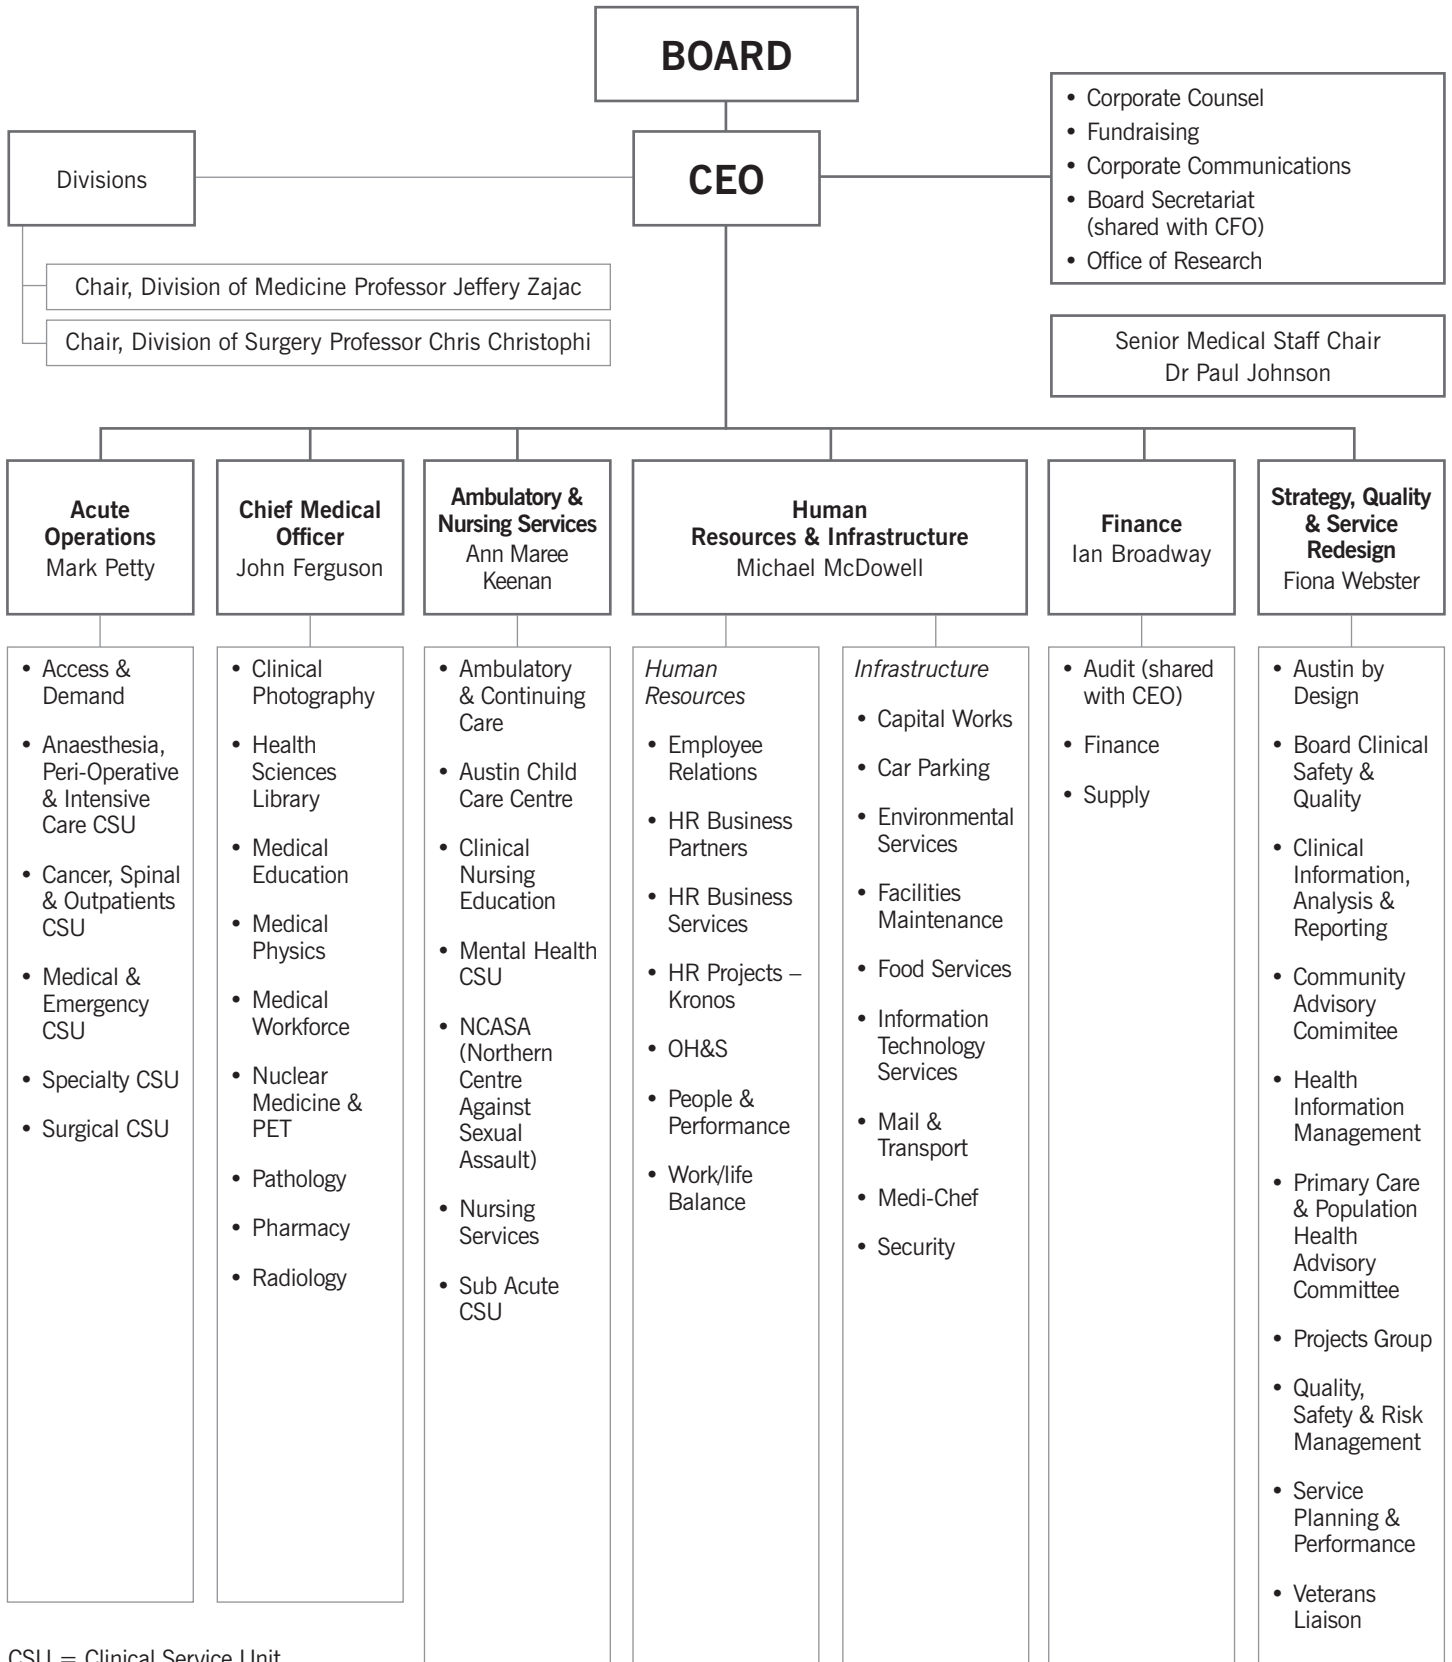 BOARD
CEO
Divisions
• Corporate Counsel
• Fundraising
• Corporate Communications
• Board Secretariat
(shared with CFO)
• Office of Research
Chair, Division of Medicine Professor Jeffery Zajac
Chair, Division of Surgery Professor Chris Christophi
Senior Medical Staff Chair
Dr Paul Johnson
Acute
Operations
Mark Petty
Chief Medical
Officer
John Ferguson
Ambulatory &
Nursing Services
Ann Maree
Keenan
Human
Resources & Infrastructure
Michael McDowell
Finance
Ian Broadway
Strategy, Quality
& Service
Redesign
Fiona Webster
• Access &
Demand
• Anaesthesia,
Peri-Operative
& Intensive
Care CSU
• Cancer, Spinal
& Outpatients
CSU
• Medical &
Emergency
CSU
• Specialty CSU
• Surgical CSU
• Clinical
Photography
• Health
Sciences
Library
• Medical
Education
• Medical
Physics
• Medical
Workforce
• Nuclear
Medicine &
PET
• Pathology
• Pharmacy
• Radiology
• Ambulatory
& Continuing
Care
• Austin Child
Care Centre
• Clinical
Nursing
Education
• Mental Health
CSU
• NCASA
(Northern
Centre
Against
Sexual
Assault)
• Nursing
Services
• Sub Acute
CSU
Human
Resources
• Employee
Relations
• HR Business
Partners
• HR Business
Services
• HR Projects –
Kronos
• OH&S
• People &
Performance
• Work/life
Balance
Infrastructure
• Capital Works
• Car Parking
• Environmental
Services
• Facilities
Maintenance
• Food Services
• Information
Technology
Services
• Mail &
Transport
• Medi-Chef
• Security
• Audit (shared
with CEO)
• Finance
• Supply
• Austin by
Design
• Board Clinical
Safety &
Quality
• Clinical
Information,
Analysis &
Reporting
• Community
Advisory
Comimitee
• Health
Information
Management
• Primary Care
& Population
Health
Advisory
Committee
• Projects Group
• Quality,
Safety & Risk
Management
• Service
Planning &
Performance
• Veterans
Liaison
CSU = Clinical Service Unit